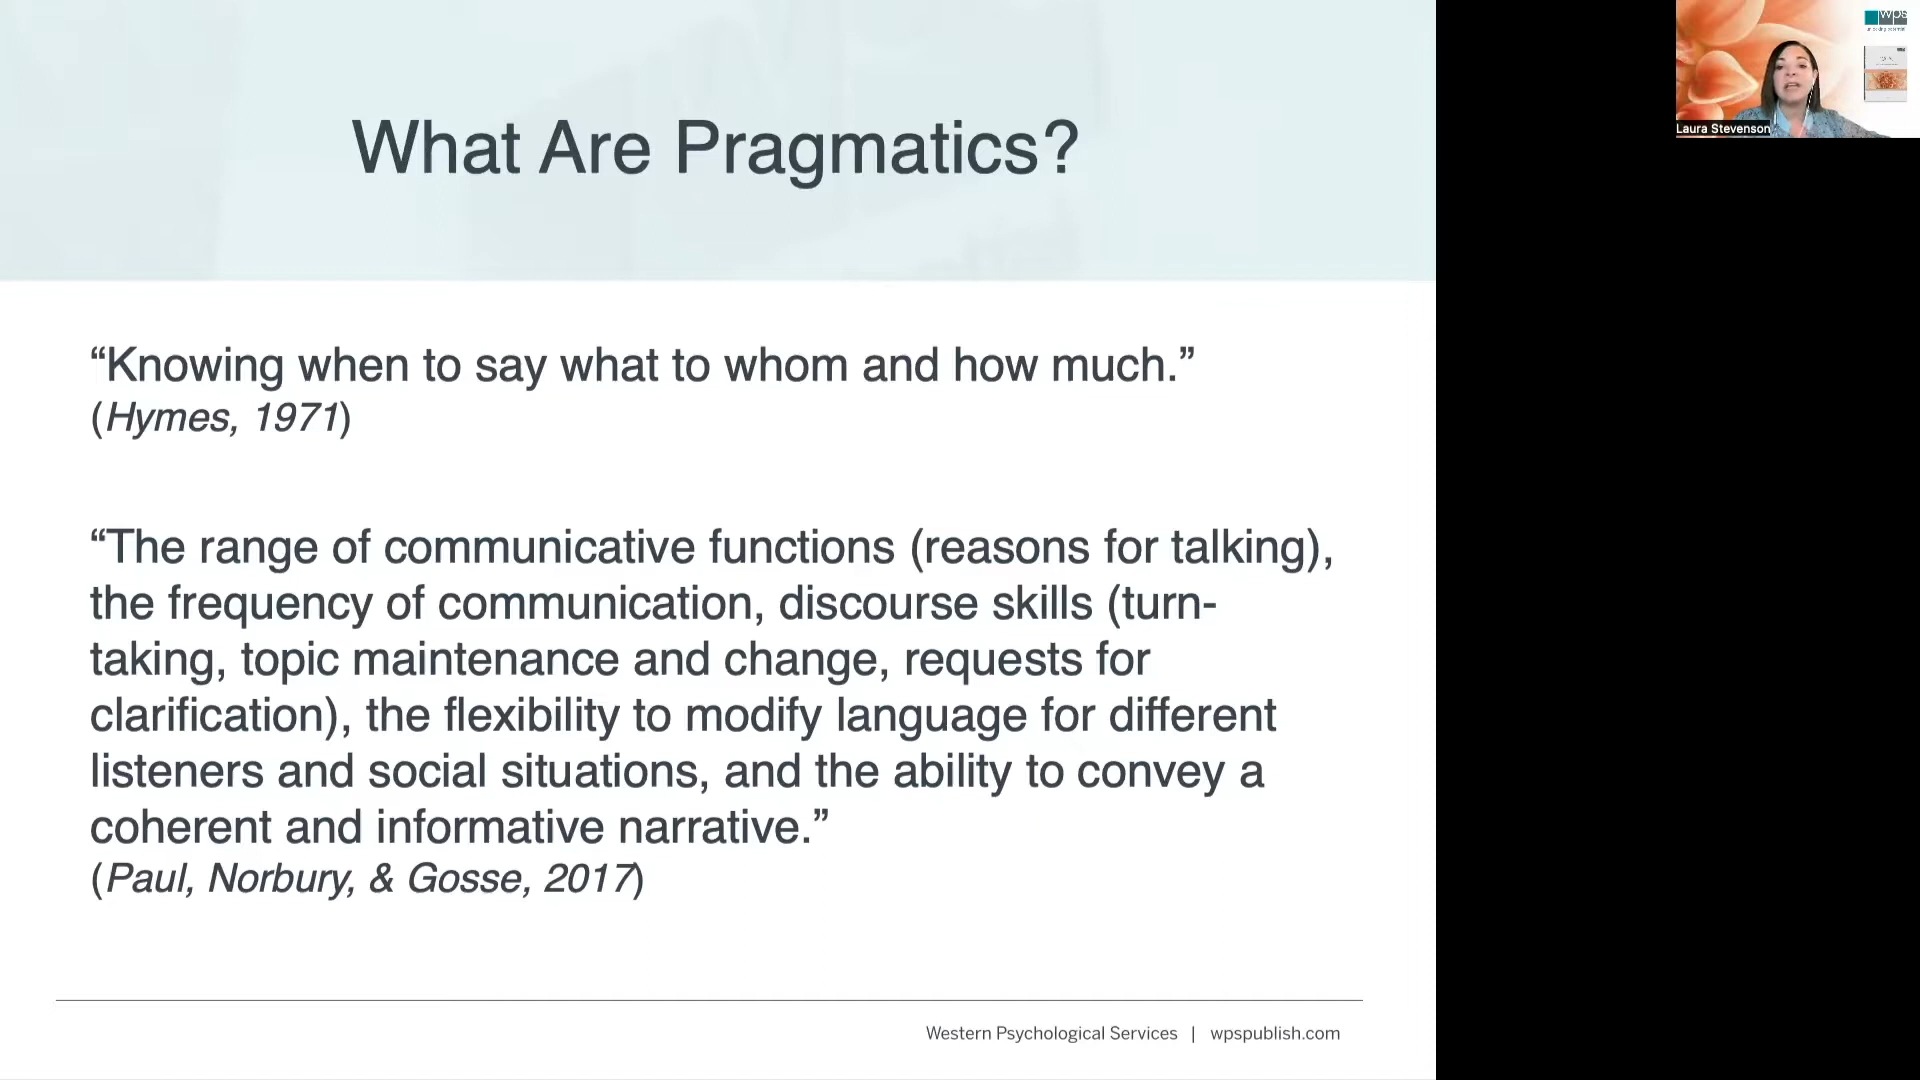 What Are Pragmatics?
“Knowing when to say what to whom and how much.”
(Hymes, 1971)
“The range of communicative functions (reasons for talking),
the frequency of communication, discourse skills (turn-
taking, topic maintenance and change, requests for
clarification), the flexibility to modify language for different
listeners and social situations, and the ability to convey a
coherent and informative narrative.”
(Paul, Norbury, & Gosse, 2017)
Western Psychological Services | wpspublish.com
wps
Laura Stevenson